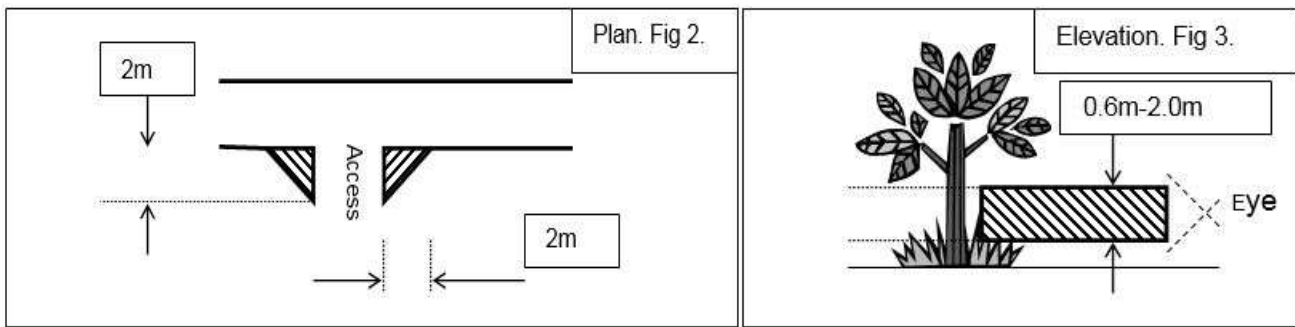 Plan. Fig 2.
2m
Access
2m
Elevation. Fig 3.
0.6m-2.0m
Eye